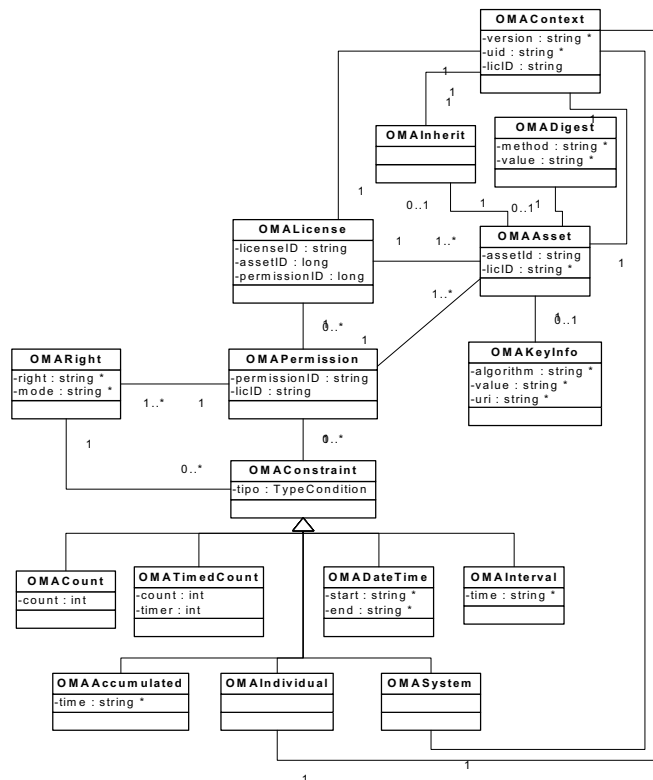 OMAContext
-version : string *
-uid : string *
-licID : string
1
1
1
1
OMAInherit
OMADigest
-method : string *
-value : string *
1
0..1
1
0..1
1
OMALicense
-licenseID : string
-assetID : long
-permissionID : long
1
1..*
OMAAsset
-assetId : string
-licID : string *
1
1..*
1
0..*
1
1
0..1
OMARight
-right : string *
-mode : string *
OMAPermission
-permissionID : string
-licID : string
OMAKeyInfo
-algorithm : string *
-value : string *
-uri : string *
1..*
1
1
0..*
0..*
OMAConstraint
-tipo : TypeCondition
OMACount
-count : int
OMATimedCount
-count : int
-timer : int
OMADateTime
-start : string *
-end : string *
OMAInterval
-time : string *
OMAAccumulated
-time : string *
OMAIndividual
OMASystem
1
1